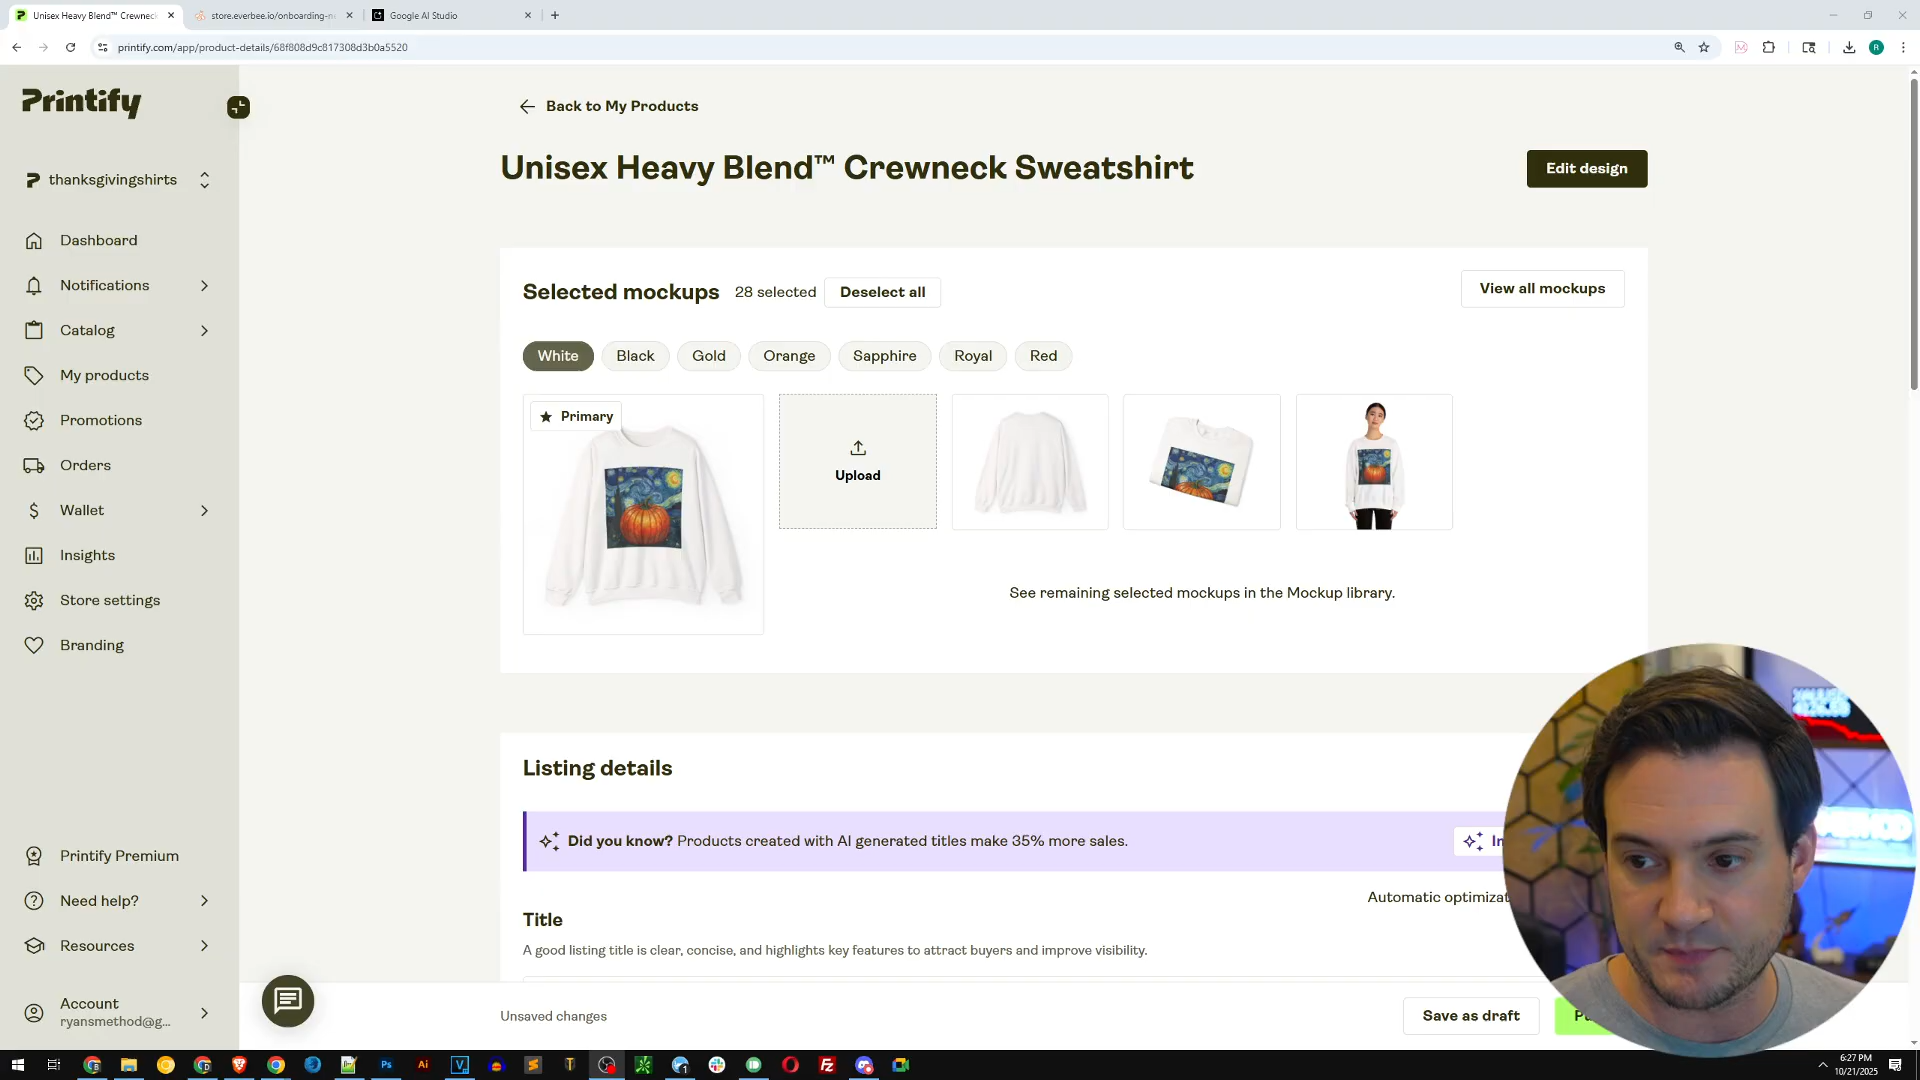 Unisex Heavy Blend™ Crewneck
store.everbee.io/onboarding-n
Google AI Studio
printify.com/app/product-details/68f808d9c817308d3b0a5520
R
Printify
thanksgivingshirts
Dashboard
Notifications
Catalog
My products
Promotions
Orders
Wallet
Insights
Store settings
Branding
Printify Premium
Need help?
Resources
Account
ryansmethod@g...
Back to My Products
Unisex Heavy Blend™ Crewneck Sweatshirt
Edit design
Selected mockups 28 selected Deselect all
View all mockups
White Black Gold Orange Sapphire Royal Red
Primary
Upload
See remaining selected mockups in the Mockup library.
Listing details
Did you know? Products created with AI generated titles make 35% more sales.
Automatic
Title
A good listing title is clear, concise, and highlights key features to attract buyers and improve visibility.
Unsaved changes
Save as draft
6:27 PM
10/21/2025